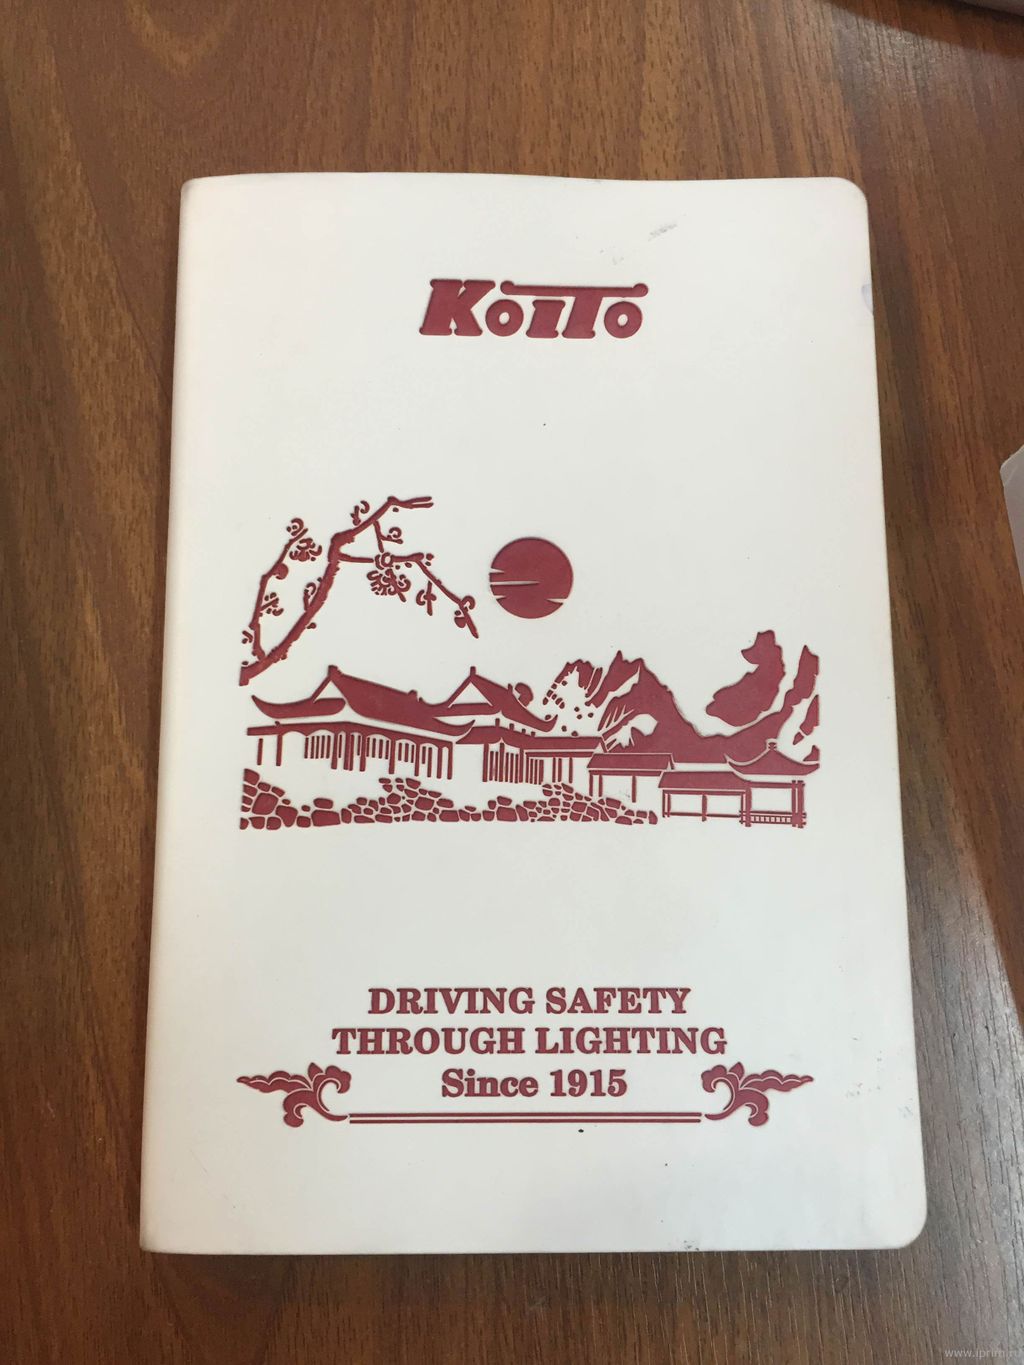 KoiTo
DRIVING SAFETY
THROUGH LIGHTING
Since 1915